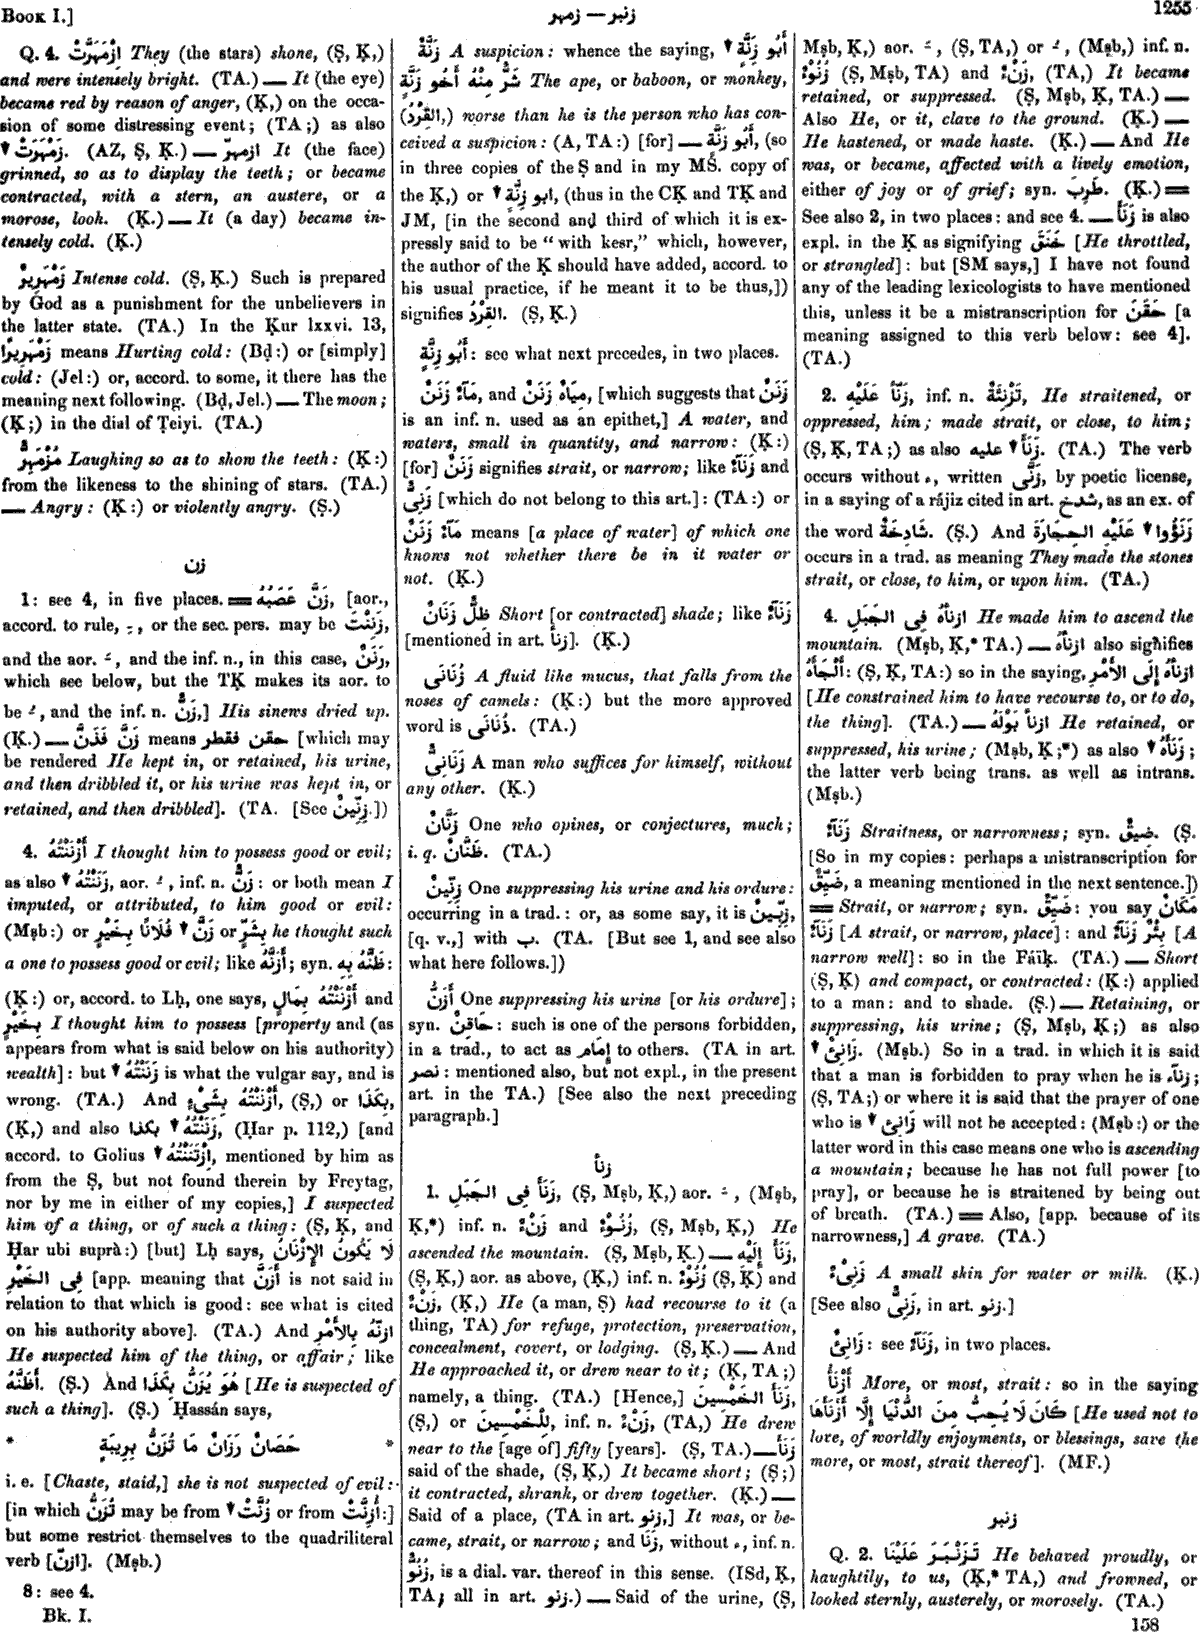 Book I.]
زنبر — زمهر
1255
Q. 4. اِزْمَهَرَّتْ They (the stars) shone, (Ṣ, Ḳ,)
and were intensely bright. (TA.) — It (the eye)
became red by reason of anger, (Ḳ,) on the occa-
sion of some distressing event; (TA;) as also
▼ زَمْهَرَتْ. (AZ, Ṣ, Ḳ.) — ازمهرّ It (the face)
grinned, so as to display the teeth; or became
contracted, with a stern, an austere, or a
morose, look. (Ḳ.) — It (a day) became in-
tensely cold. (Ḳ.)
زَمْهَرِيرٌ Intense cold. (Ṣ, Ḳ.) Such is prepared
by God as a punishment for the unbelievers in
the latter state. (TA.) In the Ḳur lxxvi. 13,
زَمْهَرِيرًا means Hurting cold: (Bḍ:) or [simply]
cold: (Jel:) or, accord. to some, it there has the
meaning next following. (Bḍ, Jel.) — The moon;
(Ḳ;) in the dial of Ṭeiyi. (TA.)
مُزْمَهِرٌّ Laughing so as to show the teeth: (Ḳ:)
from the likeness to the shining of stars. (TA.)
— Angry: (Ḳ:) or violently angry. (Ṣ.)
زن
1: see 4, in five places. = زَنَّ عَصَبُهُ, [aor.,
accord. to rule, ـِ, or the sec. pers. may be زَنِنْتَ,
and the aor. ـَ, and the inf. n., in this case, زَنَنٌ,
which see below, but the TḲ makes its aor. to
be ـُ, and the inf. n. زَنٌّ,] His sinews dried up.
(Ḳ.) — زَنَّ فَذَنَّ means حقن فقطر [which may
be rendered He kept in, or retained, his urine,
and then dribbled it, or his urine was kept in, or
retained, and then dribbled]. (TA. [See زِنِّينٌ.])
4. أَزْنَنْتُهُ I thought him to possess good or evil;
as also ▼ زَنَنْتُهُ, aor. ـُ, inf. n. زَنٌّ: or both mean I
imputed, or attributed, to him good or evil:
(Mṣb:) or زَنَّ ▼ فُلَانًا بِخَيْرٍ or بِشَرٍّ he thought such
a one to possess good or evil; like أَزَنَّهُ; syn. ظَنَّهُ بِهِ:
(Ḳ:) or, accord. to Lḥ, one says, أَزْنَنْتُهُ بِمَالٍ and
بِخَيْرٍ I thought him to possess [property and (as
appears from what is said below on his authority)
wealth]: but ▼ زَنَنْتُهُ is what the vulgar say, and is
wrong. (TA.) And أَزْنَنْتُهُ بِشَىْءٍ, (Ṣ,) or بِكَذَا,
(Ḳ,) and also زَنَنْتُهُ ▼ بكذا, (Ḥar p. 112,) [and
accord. to Golius ▼ اِزْتَنَنْتُهُ, mentioned by him as
from the Ṣ, but not found therein by Freytag,
nor by me in either of my copies,] I suspected
him of a thing, or of such a thing: (Ṣ, Ḳ, and
Ḥar ubi suprà:) [but] Lḥ says, لَا يَكُونُ الإِزْنَانُ
فِى الخَيْرِ [app. meaning that أَزَنَّ is not said in
relation to that which is good: see what is cited
on his authority above]. (TA.) And ازنّهُ بِالأَمْرِ
He suspected him of the thing, or affair; like
أَظَنَّهُ. (Ṣ.) And هُوَ يُزَنُّ بِكَذَا [He is suspected of
such a thing]. (Ṣ.) Ḥassán says,
* حَصَانٌ رَزَانٌ مَا تُزَنُّ بِرِيبَةٍ *
i. e. [Chaste, staid,] she is not suspected of evil:
[in which تُزَنُّ may be from ▼ زُنَّتْ or from أُزِنَّتْ:]
but some restrict themselves to the quadriliteral
verb [ازنّ]. (Mṣb.)
8: see 4.
Bk. I.
زَنَّةٌ A suspicion: whence the saying, أَبُو زَنَّةَ ▼
شَرٌّ مِنْهُ أَخُو زَنَّةٍ The ape, or baboon, or monkey,
(القِرْدُ,) worse than he is the person who has con-
ceived a suspicion: (A, TA:) [for] — أَبُو زَنَّةَ, (so
in three copies of the Ṣ and in my MS. copy of
the Ḳ,) or ▼ ابو زِنَّةَ, (thus in the CḲ and TḲ and
JM, [in the second and third of which it is ex-
pressly said to be “with kesr,” which, however,
the author of the Ḳ should have added, accord. to
his usual practice, if he meant it to be thus,])
signifies القِرْدُ. (Ṣ, Ḳ.)
أَبُو زِنَّةَ: see what next precedes, in two places.
مَآءٌ زَنَنٌ, and مِيَاهٌ زَنَنٌ, [which suggests that زَنَنٌ
is an inf. n. used as an epithet,] A water, and
waters, small in quantity, and narrow: (Ḳ:)
[for] زَنَنٌ signifies strait, or narrow; like زَنَآءٌ and
زَنِىٌّ [which do not belong to this art.]: (TA:) or
مَآءٌ زَنَنٌ means [a place of water] of which one
knows not whether there be in it water or
not. (Ḳ.)
ظِلٌّ زَنَانٌ Short [or contracted] shade; like زَنَآءٌ
[mentioned in art. زنأ]. (Ḳ.)
زُنَانَى A fluid like mucus, that falls from the
noses of camels: (Ḳ:) but the more approved
word is ذُنَانَى. (TA.)
زَنَانِىٌّ A man who suffices for himself, without
any other. (Ḳ.)
زَنَّانٌ One who opines, or conjectures, much;
i. q. ظَنَّانٌ. (TA.)
زِنِّينٌ One suppressing his urine and his ordure:
occurring in a trad.: or, as some say, it is زِبِّينٌ,
[q. v.,] with ب. (TA. [But see 1, and see also
what here follows.])
أَزَنُّ One suppressing his urine [or his ordure];
syn. حَاقِنٌ: such is one of the persons forbidden,
in a trad., to act as إِمَام to others. (TA in art.
نصر: mentioned also, but not expl., in the present
art. in the TA.) [See also the next preceding
paragraph.]
زنأ
1. زَنَأَ فِى الجَبَلِ, (Ṣ, Mṣb, Ḳ,) aor. ـَ, (Mṣb,
Ḳ,*) inf. n. زَنْءٌ and زُنُوْءٌ, (Ṣ, Mṣb, Ḳ,) He
ascended the mountain. (Ṣ, Mṣb, Ḳ.) — زَنَأَ إِلَيْهِ,
(Ṣ, Ḳ,) aor. as above, (Ḳ,) inf. n. زُنُوْءٌ (Ṣ, Ḳ) and
زَنْءٌ, (Ḳ,) He (a man, Ṣ) had recourse to it (a
thing, TA) for refuge, protection, preservation,
concealment, covert, or lodging. (Ṣ, Ḳ.) — And
He approached it, or drew near to it; (Ḳ, TA;)
namely, a thing. (TA.) [Hence,] زَنَأَ الخَمْسِينَ,
(Ṣ,) or لِلْخَمْسِينَ, inf. n. زَنْءٌ, (TA,) He drew
near to the [age of] fifty [years]. (Ṣ, TA.) — زَنَأَ
said of the shade, (Ṣ, Ḳ,) It became short; (Ṣ;)
it contracted, shrank, or drew together. (Ḳ.) —
Said of a place, (TA in art. زنو,) It was, or be-
came, strait, or narrow; and زَنَا, without ء, inf. n.
زُنُوٌّ, is a dial. var. thereof in this sense. (ISd, Ḳ,
TA; all in art. زنو.) — Said of the urine, (Ṣ,
Mṣb, Ḳ,) aor. ـَ, (Ṣ, TA,) or ـُ, (Mṣb,) inf. n.
زُنُوْءٌ (Ṣ, Mṣb, TA) and زَنْءٌ, (TA,) It became
retained, or suppressed. (Ṣ, Mṣb, Ḳ, TA.) —
Also He, or it, clave to the ground. (Ḳ.) —
He hastened, or made haste. (Ḳ.) — And He
was, or became, affected with a lively emotion,
either of joy or of grief; syn. طَرِبَ. (Ḳ.) =
See also 2, in two places: and see 4. — زَنَأَ is also
expl. in the Ḳ as signifying خَنَقَ [He throttled,
or strangled]: but [SM says,] I have not found
any of the leading lexicologists to have mentioned
this, unless it be a mistranscription for حَقَنَ [a
meaning assigned to this verb below: see 4].
(TA.)
2. زَنَّأَ عَلَيْهِ, inf. n. تَزْنِئَةٌ, He straitened, or
oppressed, him; made strait, or close, to him;
(Ṣ, Ḳ, TA;) as also زَنَأَ ▼ عليه. (TA.) The verb
occurs without ء, written زَنَّى, by poetic license,
in a saying of a rájiz cited in art. شدخ, as an ex. of
the word شَادِخَةٌ. (Ṣ.) And زَنَؤُوا ▼ عَلَيْهِ الحِجَارَةَ
occurs in a trad. as meaning They made the stones
strait, or close, to him, or upon him. (TA.)
4. ازنأهُ فِى الجَبَلِ He made him to ascend the
mountain. (Mṣb, Ḳ,* TA.) — ازنأهُ also signifies
أَلْجَأَهُ: (Ṣ, Ḳ, TA:) so in the saying, ازنأهُ إِلَى الأَمْرِ
[He constrained him to have recourse to, or to do,
the thing]. (TA.) — ازنأ بَوْلَهُ He retained, or
suppressed, his urine; (Mṣb, Ḳ;*) as also ▼ زَنَأَهُ;
the latter verb being trans. as well as intrans.
(Mṣb.)
زَنَآءٌ Straitness, or narrowness; syn. ضِيقٌ. (Ṣ.
[So in my copies: perhaps a mistranscription for
ضَيِّقٌ, a meaning mentioned in the next sentence.])
= Strait, or narrow; syn. ضَيِّقٌ: you say مَكَانٌ
زَنَآءٌ [A strait, or narrow, place]: and بِئْرٌ زَنَآءٌ [A
narrow well]: so in the Fáïḳ. (TA.) — Short
(Ṣ, Ḳ) and compact, or contracted: (Ḳ:) applied
to a man: and to shade. (Ṣ.) — Retaining, or
suppressing, his urine; (Ṣ, Mṣb, Ḳ;) as also
▼ زَانِئٌ. (Mṣb.) So in a trad. in which it is said
that a man is forbidden to pray when he is زَنَآء;
(Ṣ, TA;) or where it is said that the prayer of one
who is ▼ زَانِئ will not be accepted: (Mṣb:) or the
latter word in this case means one who is ascending
a mountain; because he has not full power [to
pray], or because he is straitened by being out
of breath. (TA.) = Also, [app. because of its
narrowness,] A grave. (TA.)
زَنِىْءٌ A small skin for water or milk. (Ḳ.)
[See also زَنِىٌّ, in art. زنو.]
زَانِئٌ: see زَنَآءٌ, in two places.
أَزْنَأُ More, or most, strait: so in the saying
كَانَ لَا يُحِبُّ مِنَ الدُّنْيَا إِلَّا أَزْنَأَهَا [He used not to
love, of worldly enjoyments, or blessings, save the
more, or most, strait thereof]. (MF.)
زنبر
Q. 2. تَزَنْبَرَ عَلَيْنَا He behaved proudly, or
haughtily, to us, (Ḳ,* TA,) and frowned, or
looked sternly, austerely, or morosely. (TA.)
158